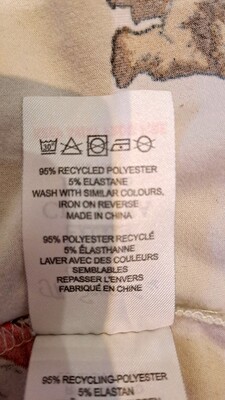 95% RECYCLED POLYESTER
5% ELASTANE
WASH WITH SIMILAR COLOURS,
IRON ON REVERSE
MADE IN CHINA
95% POLYESTER RECYCLÉ
5% ÉLASTHANNE
LAVER AVEC DES COULEURS
SEMBLABLES
REPASSER L'ENVERS
FABRIQUÉ EN CHINE
95% RECYCLING-POLYESTER
5% ELASTAN